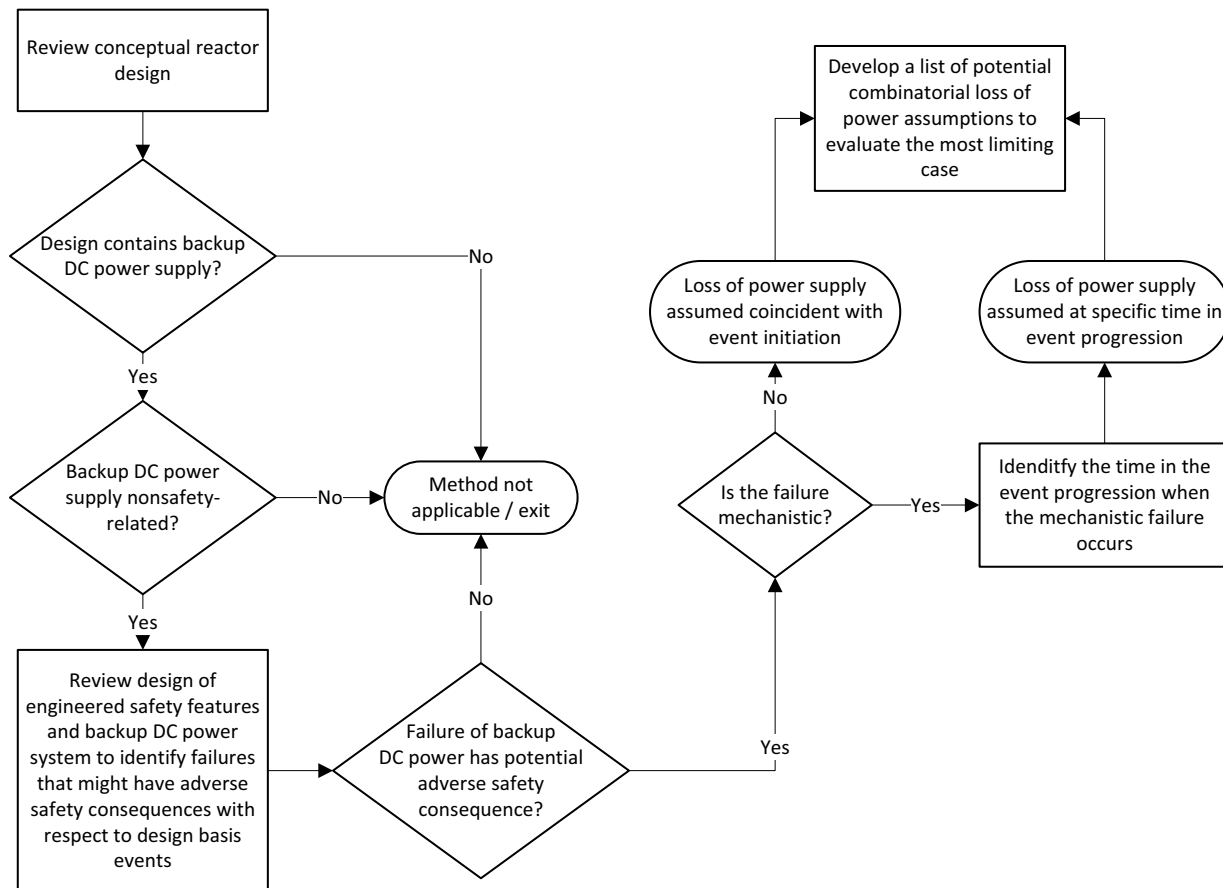 Review conceptual reactor
design
Design contains backup
DC power supply?
No
Yes
Backup DC power
supply nonsafety-
related?
No
Method not
applicable / exit
Yes
Review design of
engineered safety features
and backup DC power
system to identify failures
that might have adverse
safety consequences with
respect to design basis
events
No
Failure of backup
DC power has potential
adverse safety
consequence?
Yes
Is the failure
mechanistic?
No
Yes
Idenditfy the time in the
event progression when
the mechanistic failure
occurs
Loss of power supply
assumed coincident with
event initiation
Loss of power supply
assumed at specific time in
event progression
Develop a list of potential
combinatorial loss of
power assumptions to
evaluate the most limiting
case